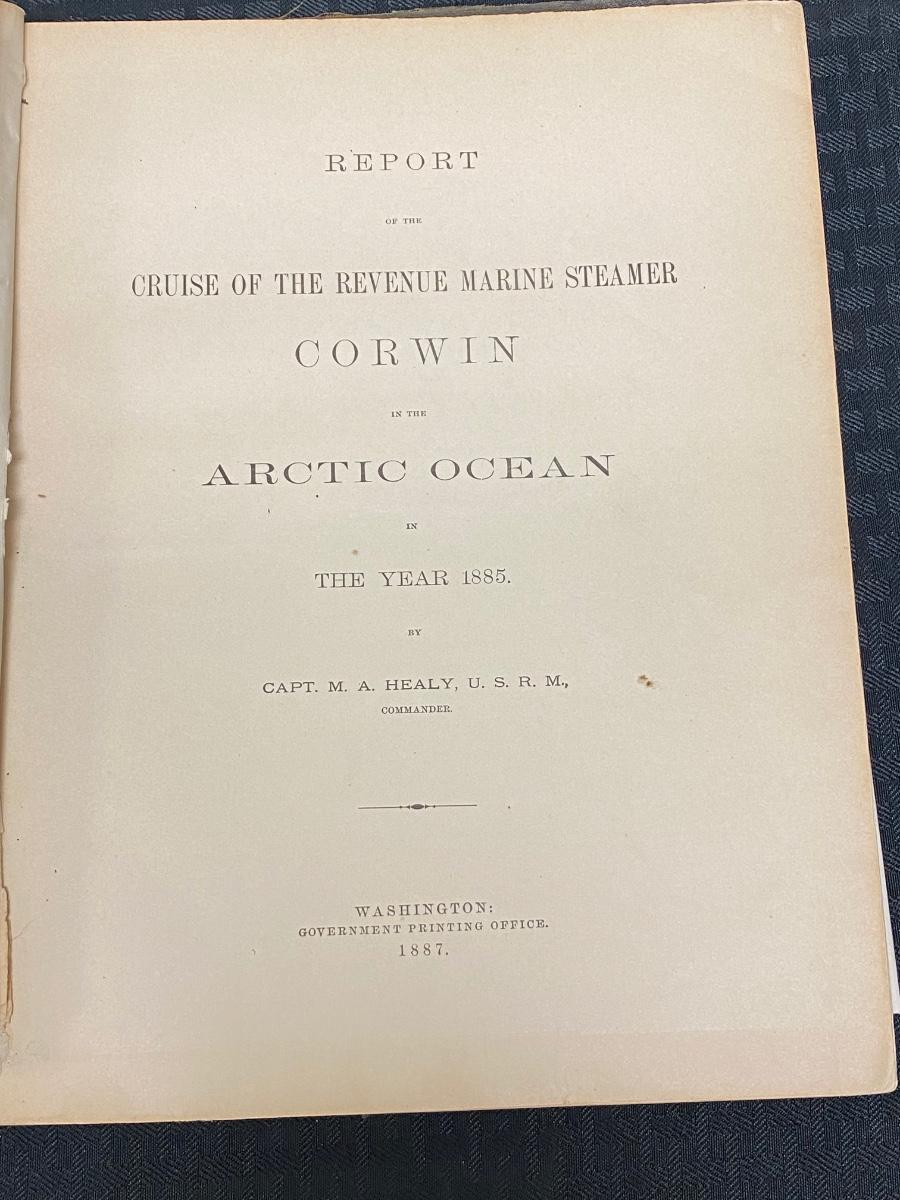 REPORT
OF THE
CRUISE OF THE REVENUE MARINE STEAMER
CORWIN
IN THE
ARCTIC OCEAN
IN
THE YEAR 1885.
BY
CAPT. M. A. HEALY, U. S. R. M.,
COMMANDER.
WASHINGTON:
GOVERNMENT PRINTING OFFICE.
1887.